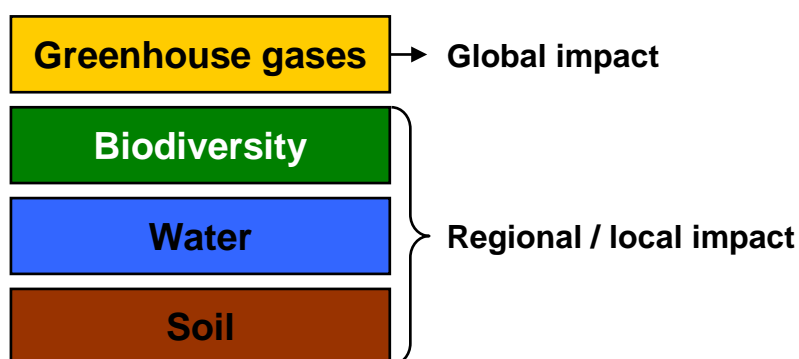 Greenhouse gases
Global impact
Biodiversity
Water
Regional / local impact
Soil